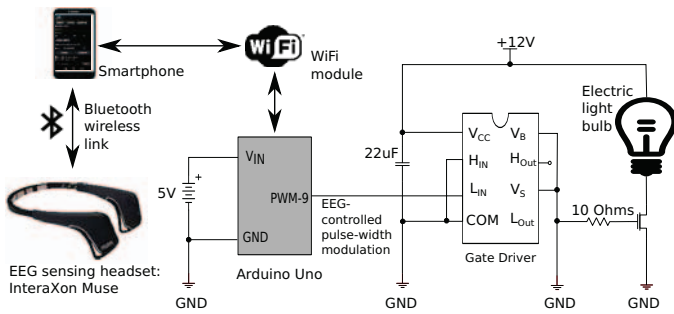 Smartphone
Wi Fi
WiFi
module
Bluetooth
wireless
link
EEG sensing headset:
InteraXon Muse
5V
+
VIN
PWM-9
GND
Arduino Uno
GND
EEG-
controlled
pulse-width
modulation
+12V
22uF
GND
VCC
HIN
LIN
COM
VB
HOut
VS
LOut
Gate Driver
GND
10 Ohms
Electric
light
bulb
GND